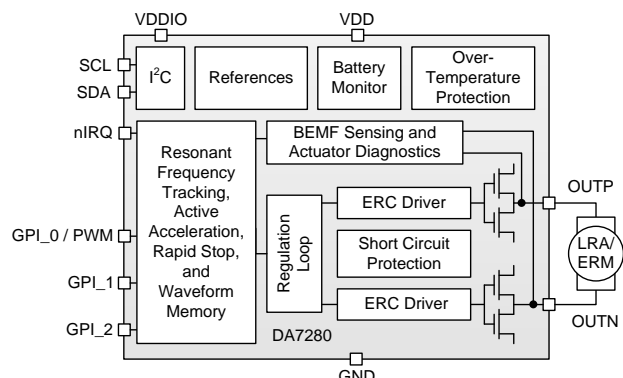 VDDIO
VDD
SCL
SDA
I²C
References
Battery
Monitor
Over-
Temperature
Protection
nIRQ
GPI_0 / PWM
GPI_1
GPI_2
Resonant
Frequency
Tracking,
Active
Acceleration,
Rapid Stop,
and
Waveform
Memory
BEMF Sensing and
Actuator Diagnostics
Regulation
Loop
ERC Driver
Short Circuit
Protection
ERC Driver
DA7280
OUTP
LRA/
ERM
OUTN
GND